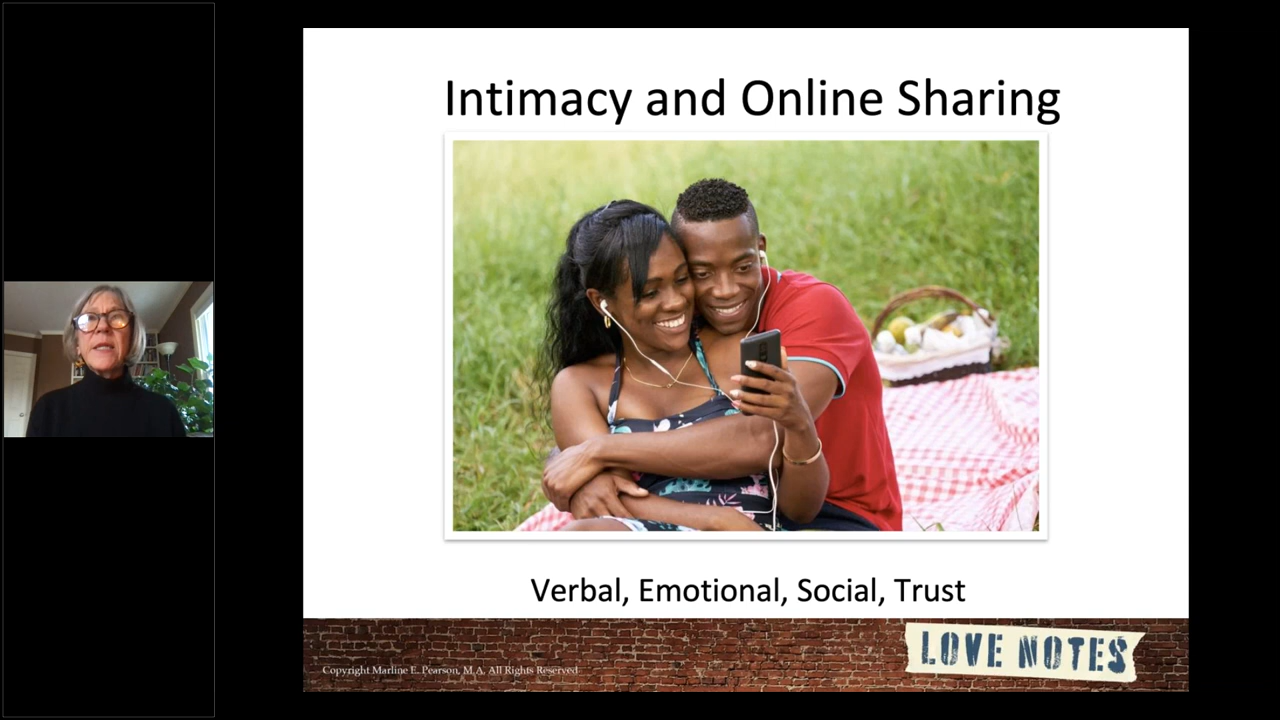 Intimacy and Online Sharing
Verbal, Emotional, Social, Trust
LOVE NOTES
Copyright Marline E. Pearson, M.A. All Rights Reserved